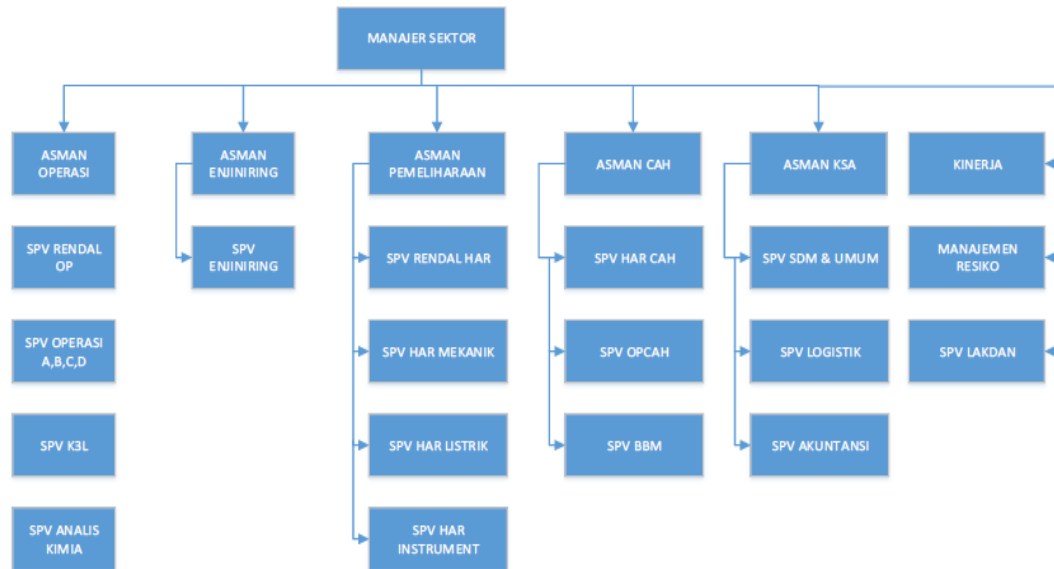 MANAJER SEKTOR
ASMAN
OPERASI
ASMAN
ENJINIRING
ASMAN
PEMELIHARAAN
ASMAN CAH
ASMAN KSA
KINERJA
SPV RENDAL
OP
SPV
ENJINIRING
SPV RENDAL HAR
SPV HAR CAH
SPV SDM & UMUM
MANAJEMEN
RESIKO
SPV OPERASI
A,B,C,D
SPV HAR MEKANIK
SPV OPCAH
SPV LOGISTIK
SPV LAKDAN
SPV K3L
SPV HAR LISTRIK
SPV BBM
SPV AKUNTANSI
SPV ANALIS
KIMIA
SPV HAR
INSTRUMENT